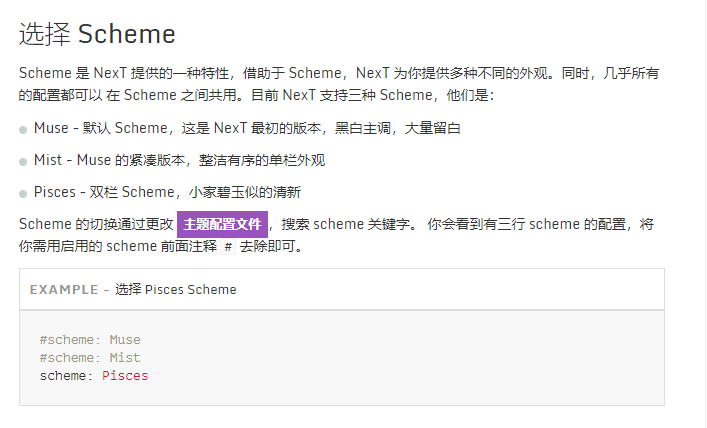 选择 Scheme
Scheme 是 NexT 提供的一种特性，借助于 Scheme，NexT 为你提供多种不同的外观。同时，几乎所有
的配置都可以 在 Scheme 之间共用。目前 NexT 支持三种 Scheme，他们是：
Muse - 默认 Scheme，这是 NexT 最初的版本，黑白主调，大量留白
Mist - Muse 的紧凑版本，整洁有序的单栏外观
Pisces - 双栏 Scheme，小家碧玉似的清新
Scheme 的切换通过更改 主题配置文件，搜索 scheme 关键字。 你会看到有三行 scheme 的配置，将
你需用启用的 scheme 前面注释 # 去除即可。
EXAMPLE - 选择 Pisces Scheme
#scheme: Muse
#scheme: Mist
scheme: Pisces